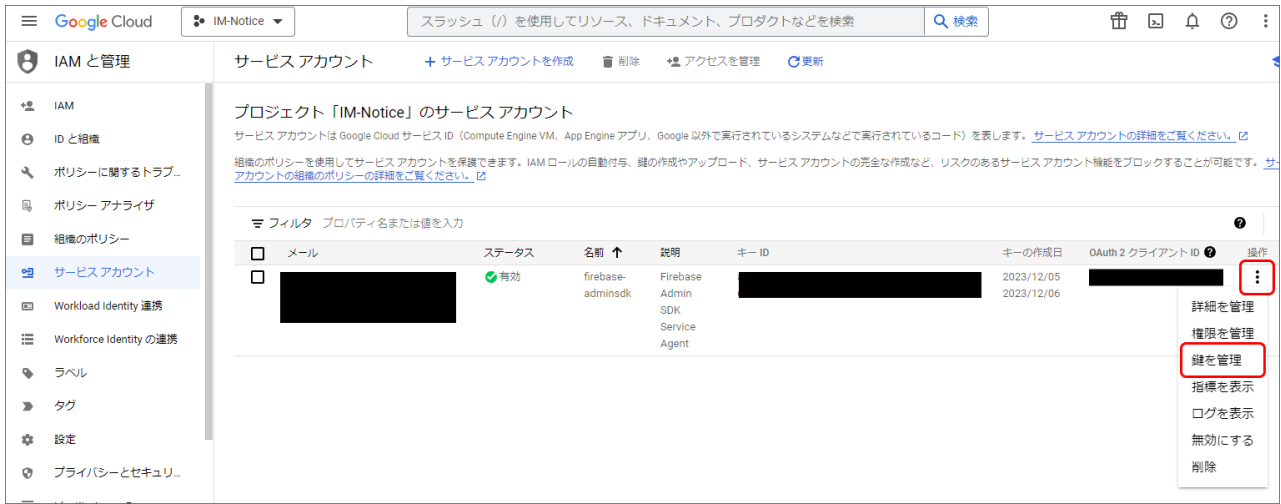 Google Cloud
IM-Notice
スラッシュ（/）を使用してリソース、ドキュメント、プロダクトなどを検索
検索
IAM と管理
サービス アカウント
サービス アカウントを作成
削除
アクセスを管理
更新
IAM
ID と組織
ポリシーに関するトラブ...
ポリシー アナライザ
組織のポリシー
サービス アカウント
Workload Identity 連携
Workforce Identity の連携
ラベル
タグ
設定
プライバシーとセキュリ...
プロジェクト「IM-Notice」のサービス アカウント
サービス アカウントは Google Cloud サービス ID（Compute Engine VM、App Engine アプリ、Google 以外で実行されているシステムなどで実行されているコード）を表します。 サービス アカウントの詳細をご覧ください。
組織のポリシーを使用してサービス アカウントを保護できます。IAM ロールの自動付与、鍵の作成やアップロード、サービス アカウントの完全な作成など、リスクのあるサービス アカウント機能をブロックすることが可能です。 サー
アカウントの組織のポリシーの詳細をご覧ください。
フィルタ プロパティ名または値を入力
メール ステータス 名前 説明 キー ID キーの作成日 OAuth 2 クライアント ID 操作
有効 firebase- Firebase 2023/12/05
adminsdk Admin 2023/12/06
SDK
Service
Agent
詳細を管理
権限を管理
鍵を管理
指標を表示
ログを表示
無効にする
削除